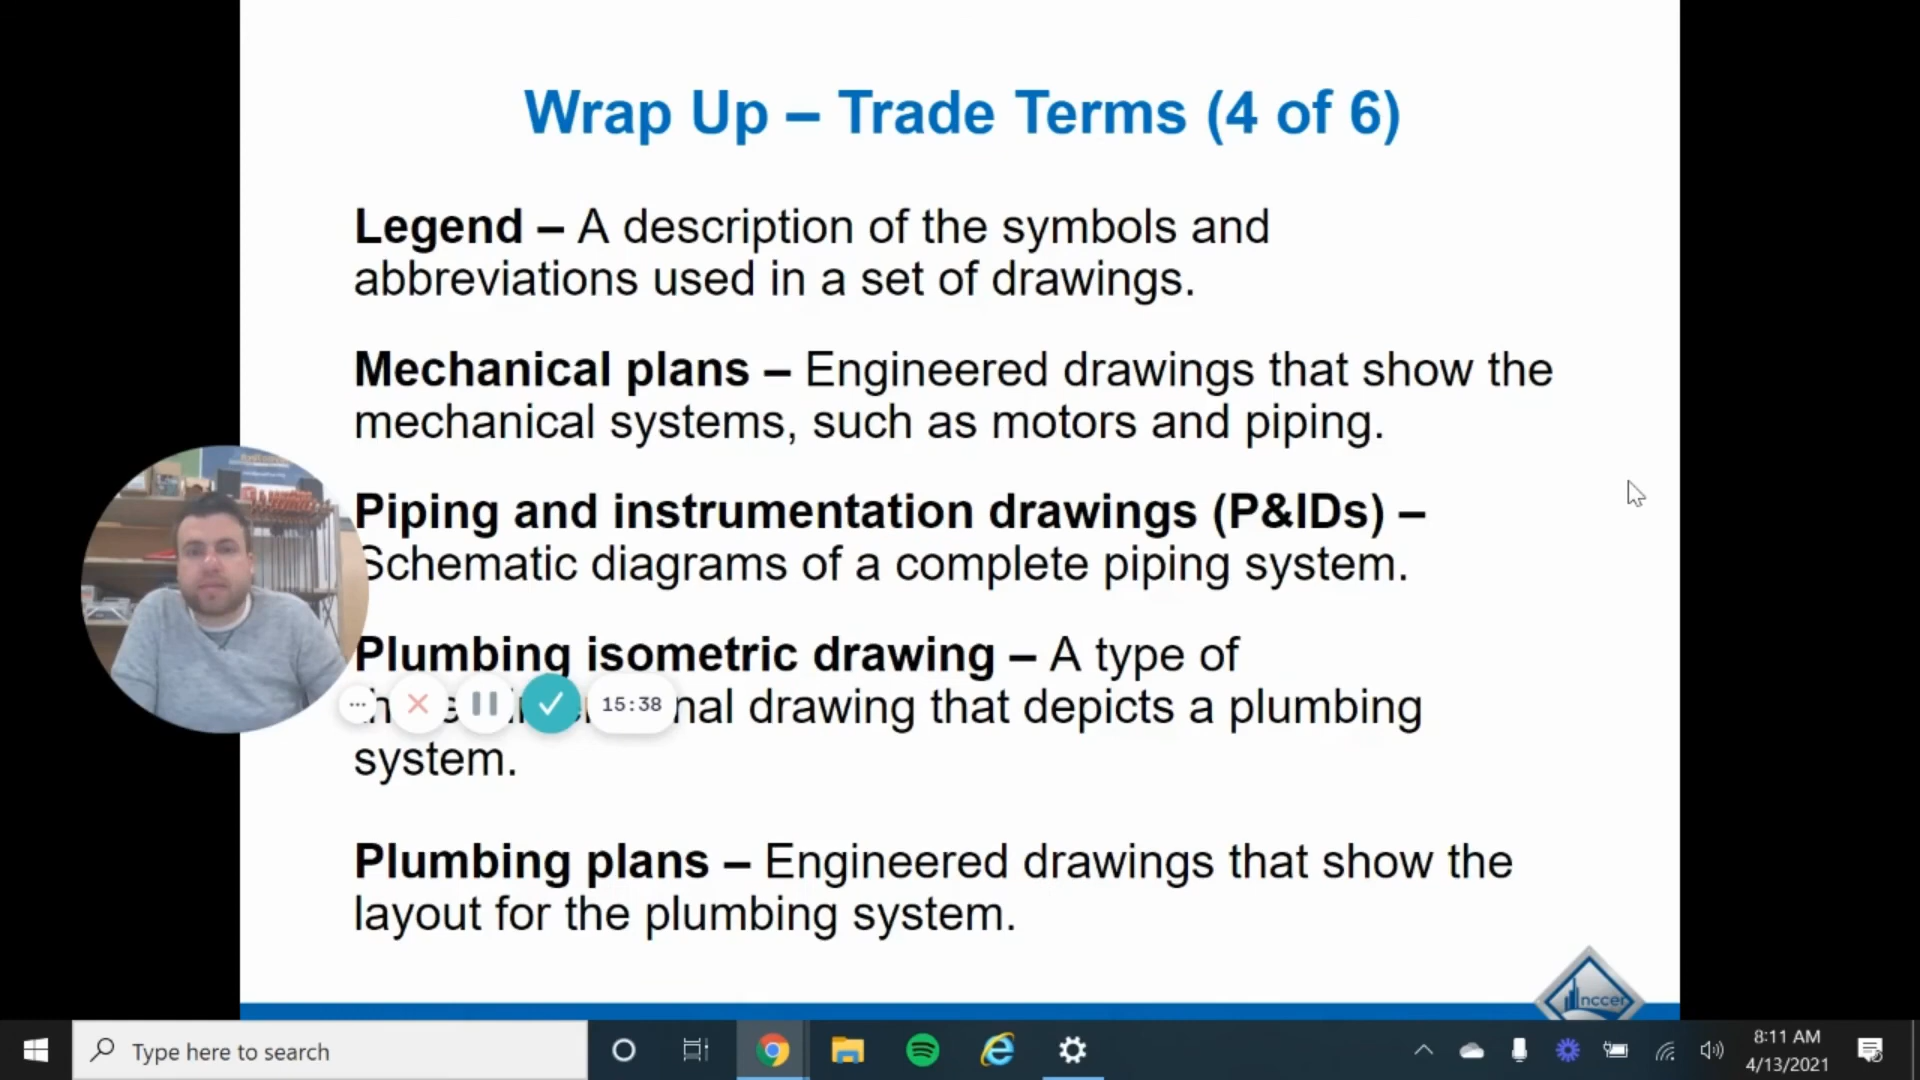 Wrap Up – Trade Terms (4 of 6)
Legend – A description of the symbols and
abbreviations used in a set of drawings.
Mechanical plans – Engineered drawings that show the
mechanical systems, such as motors and piping.
Piping and instrumentation drawings (P&IDs) –
Schematic diagrams of a complete piping system.
Plumbing isometric drawing – A type of
drawing that depicts a plumbing
system.
15:38
Plumbing plans – Engineered drawings that show the
layout for the plumbing system.
nccer
Type here to search
8:11 AM
4/13/2021